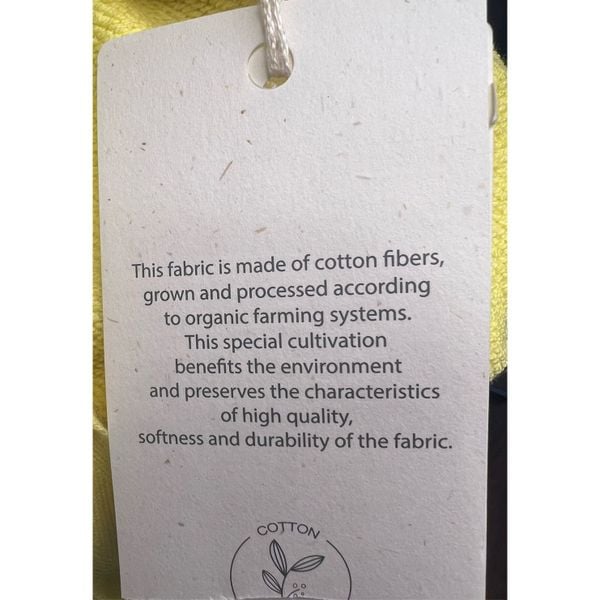 This fabric is made of cotton fibers,
grown and processed according
to organic farming systems.
This special cultivation
benefits the environment
and preserves the characteristics
of high quality,
softness and durability of the fabric.
COTTON